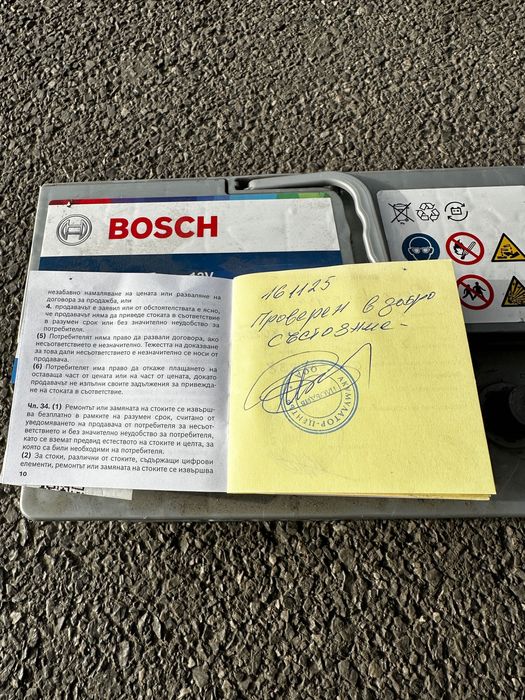 BOSCH
12V
незабавно намаляване на цената или разваляне на
договора за продажба, или
4. продавачът е заявил или от обстоятелствата е ясно,
че продавачът няма да приведе стоката в съответствие
в разумен срок или без значително неудобство за
потребителя.
(5) Потребителят няма право да развали договора, ако
несъответствието е незначително. Тежестта на доказване
за това дали несъответствието е незначително се носи от
продавача.
(6) Потребителят има право да откаже плащането на
оставаща част от цената или на част от цената, докато
продавачът не изпълни своите задължения за привежда-
не на стоката в съответствие.
Чл. 34. (1) Ремонтът или замяната на стоките се извърш-
ва безплатно в рамките на разумен срок, считано от
уведомяването на продавача от потребителя за несъот-
ветствието и без значително неудобство за потребителя,
като се вземат предвид естеството на стоките и целта, за
която са били необходими на потребителя.
(2) За стоки, различни от стоките, съдържащи цифрови
елементи, ремонтът или замяната на стоките се извършва
10
161125
Проверен в добро
състояние-
АКУМУЛАТОР-ЦЕНТЪР
ООД